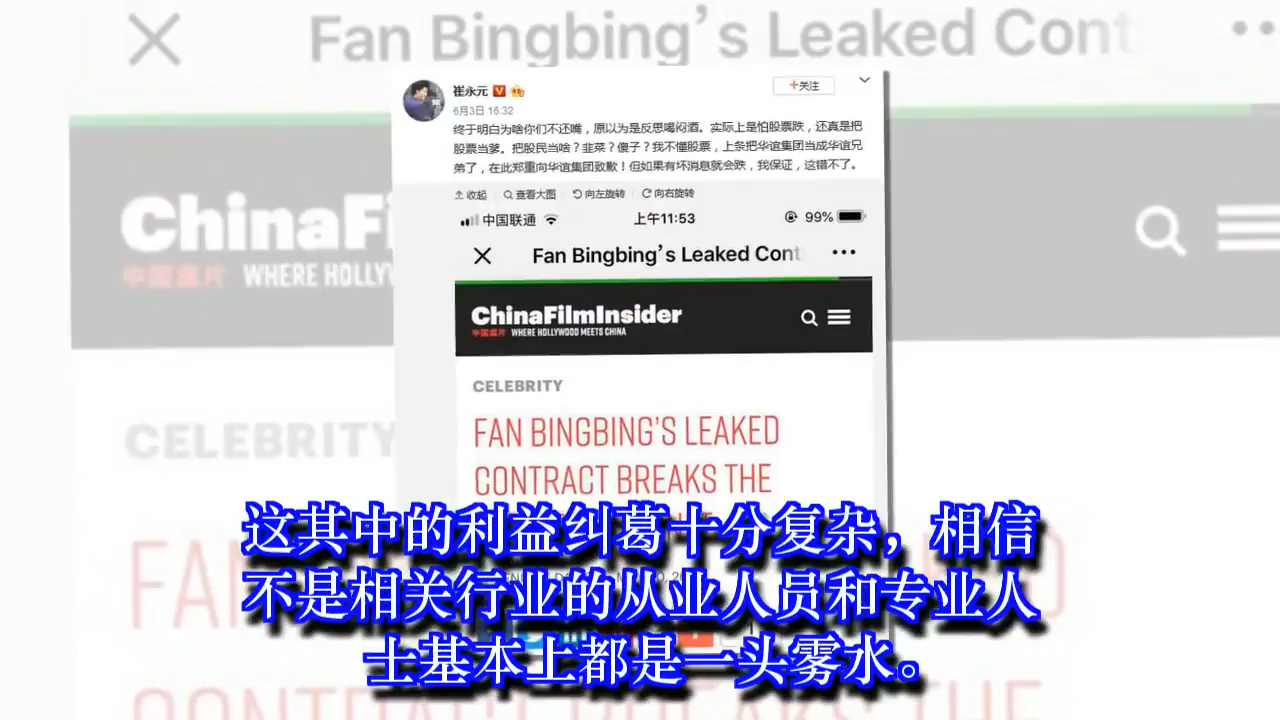 Fan Bingbing's Leaked Cont
崔永元
+关注
6月3日 16:32
终于明白为啥你们不还嘴，原以为是反思喝闷酒。实际上是怕股票跌，还真是把
股票当爹。把股民当啥？韭菜？傻子？我不懂股票，上条把华谊集团当成华谊兄
弟了，在此郑重向华谊集团致歉！但如果有坏消息就会跌，我保证，这错不了。
收起 查看大图 向左旋转 向右旋转
中国联通 上午11:53 99%
Fan Bingbing's Leaked Cont
ChinaFi
WHERE HOLLYW
ChinaFilmInsider
WHERE HOLLYWOOD MEETS CHINA
CELEBRITY
CELEBRITY
FAN BINGBING'S LEAKED
CONTRACT BREAKS THE
这其中的利益纠葛十分复杂，相信
不是相关行业的从业人员和专业人
士基本上都是一头雾水。